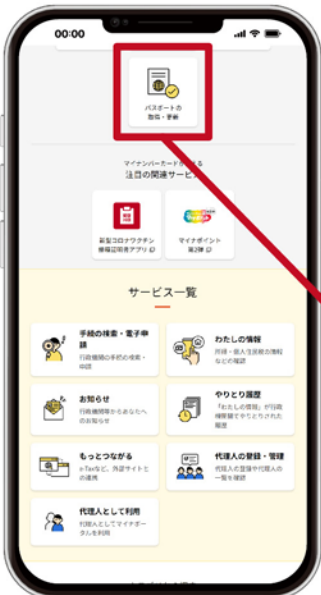 00:00
パスポートの
取得・更新
マイナンバーカードが
える
注目の関連サービ
新型コロナワクチン
接種証明書アプリ
マイナポイント
第2弾
サービス一覧
手続の検索・電子申
請
行政機関の手続の検索・
申請
わたしの情報
所得・個人住民税の情報
などの確認
お知らせ
行政機関等からあなたへ
のお知らせ
やりとり履歴
「わたしの情報」が行政
機関間でやりとりされた
履歴
もっとつながる
e-Taxなど、外部サイトと
の連携
代理人の登録・管理
代理人の登録や代理人の
一覧を確認
代理人として利用
代理人としてマイナポー
タルを利用